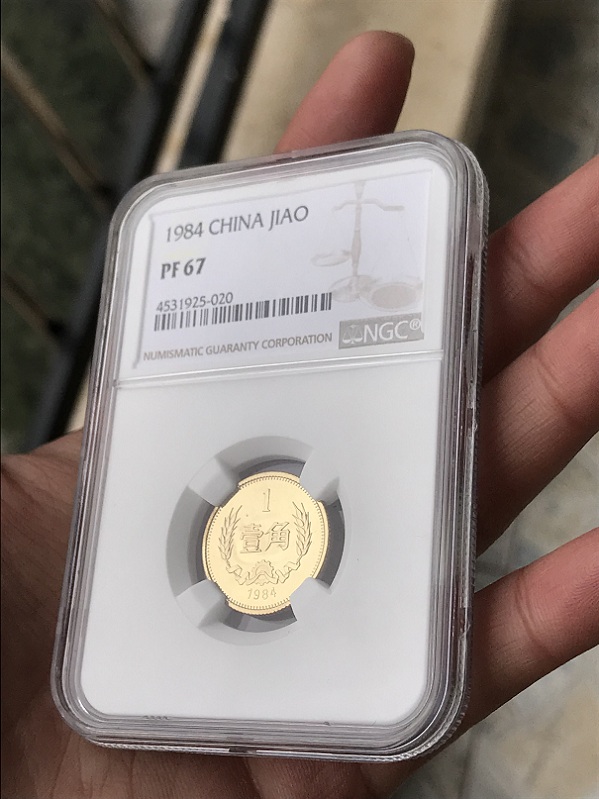 1984 CHINA JIAO
PF 67
4531925-020
NUMISMATIC GUARANTY CORPORATION
NGC®
1
壹角
1984